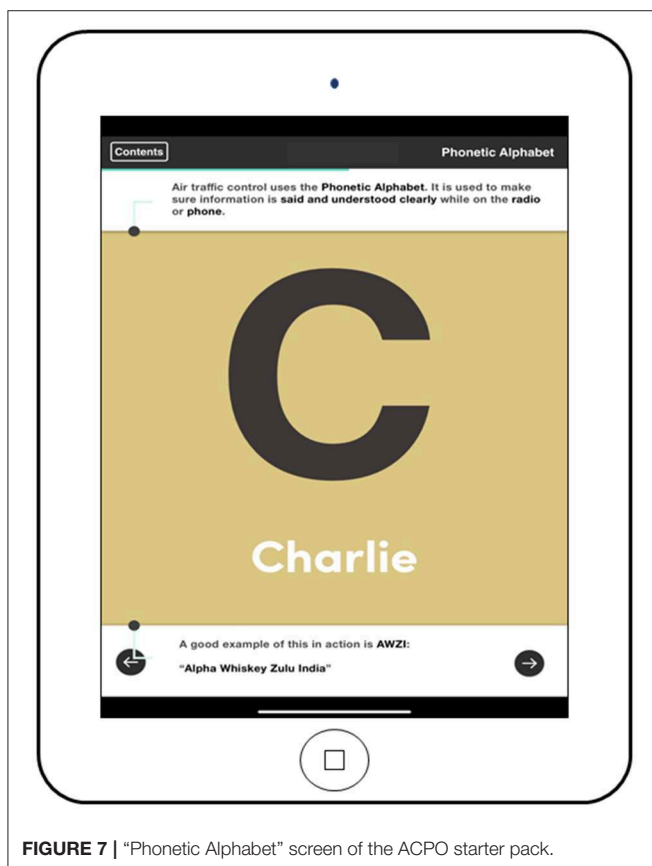 Contents
Phonetic Alphabet
Air traffic control uses the Phonetic Alphabet. It is used to make
sure information is said and understood clearly while on the radio
or phone.
C
Charlie
A good example of this in action is AWZI:
"Alpha Whiskey Zulu India"
FIGURE 7 | "Phonetic Alphabet" screen of the ACPO starter pack.